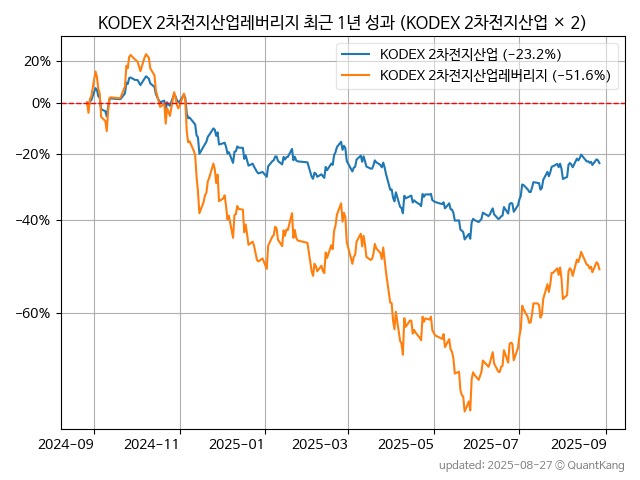 KODEX 2차전지산업레버리지 최근 1년 성과 (KODEX 2차전지산업 × 2)
KODEX 2차전지산업 (−23.2%)
KODEX 2차전지산업레버리지 (−51.6%)
20%
0%
−20%
−40%
−60%
2024-09 2024-11 2025-01 2025-03 2025-05 2025-07 2025-09
updated: 2025-08-27 © QuantKang